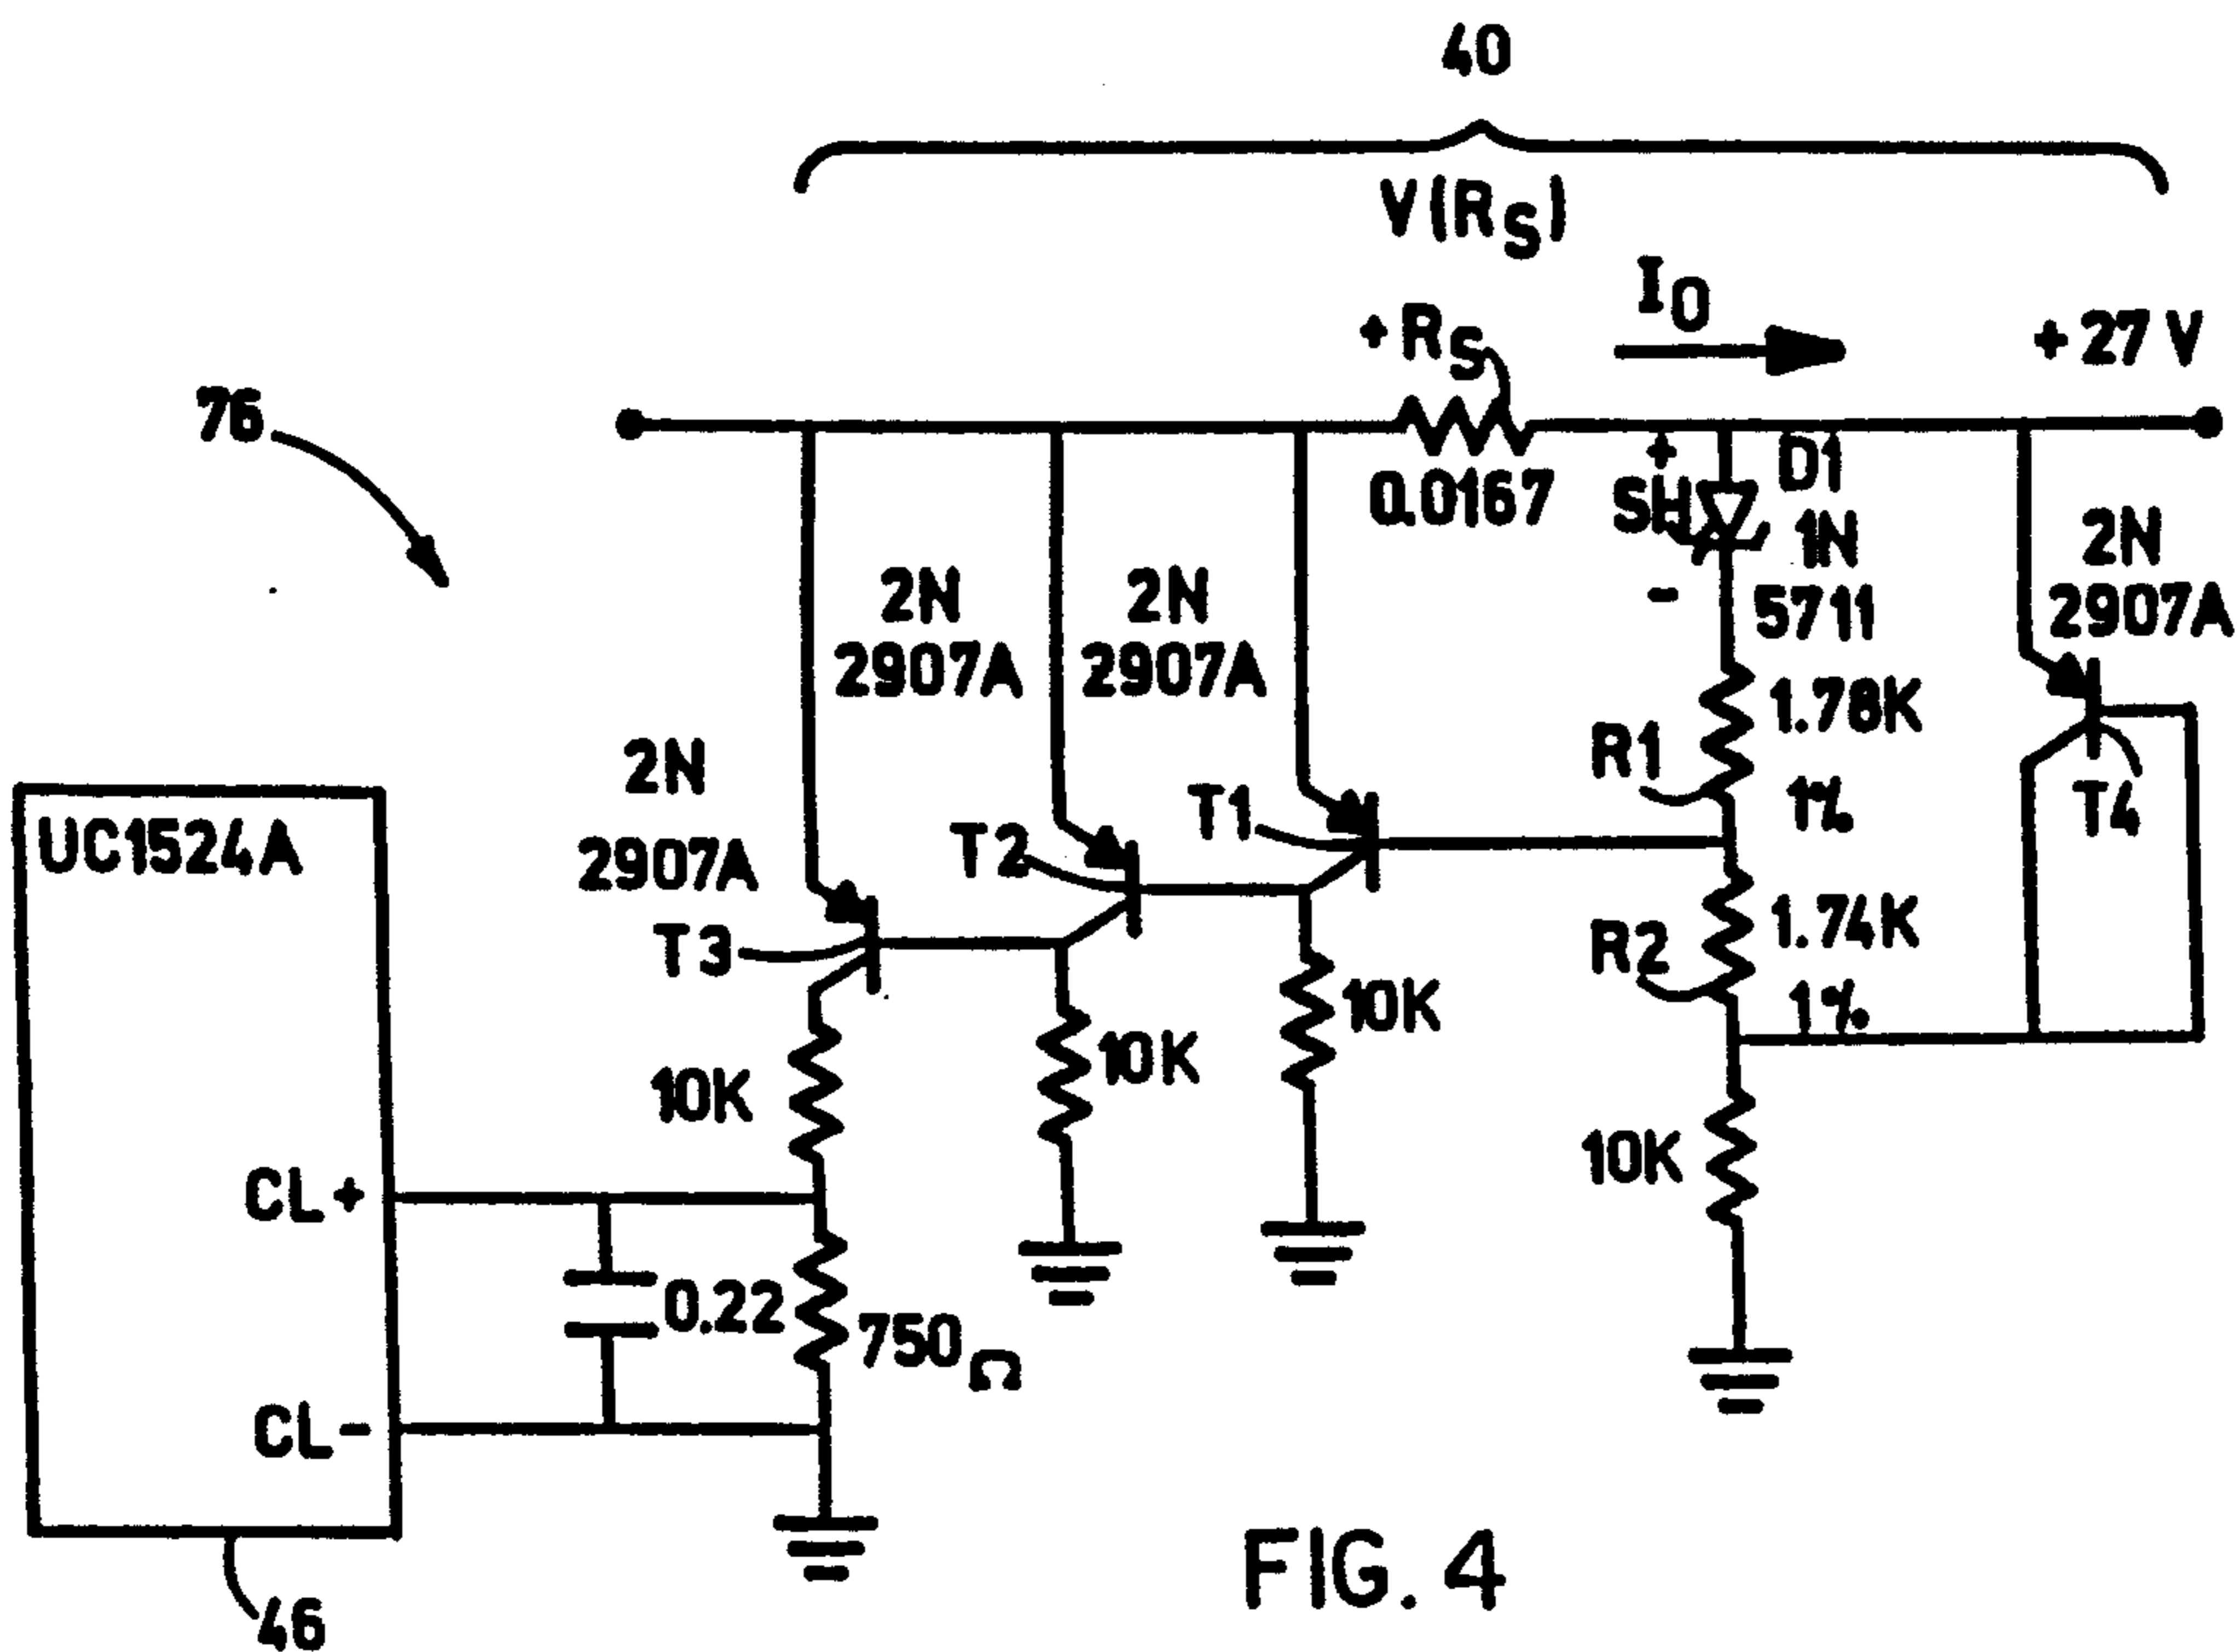 40
V(RS)
+ RS
IO
+27 V
76
0.0167
+
SH
-
D1
1N
5711
2N
2907A
2N
2907A
2N
2907A
2N
2907A
R1
1.78K
1%
T1
T2
T3
T4
UC1524A
R2
1.74K
1%
10K
10K
10K
10K
CL+
0.22
750Ω
CL-
46
FIG. 4